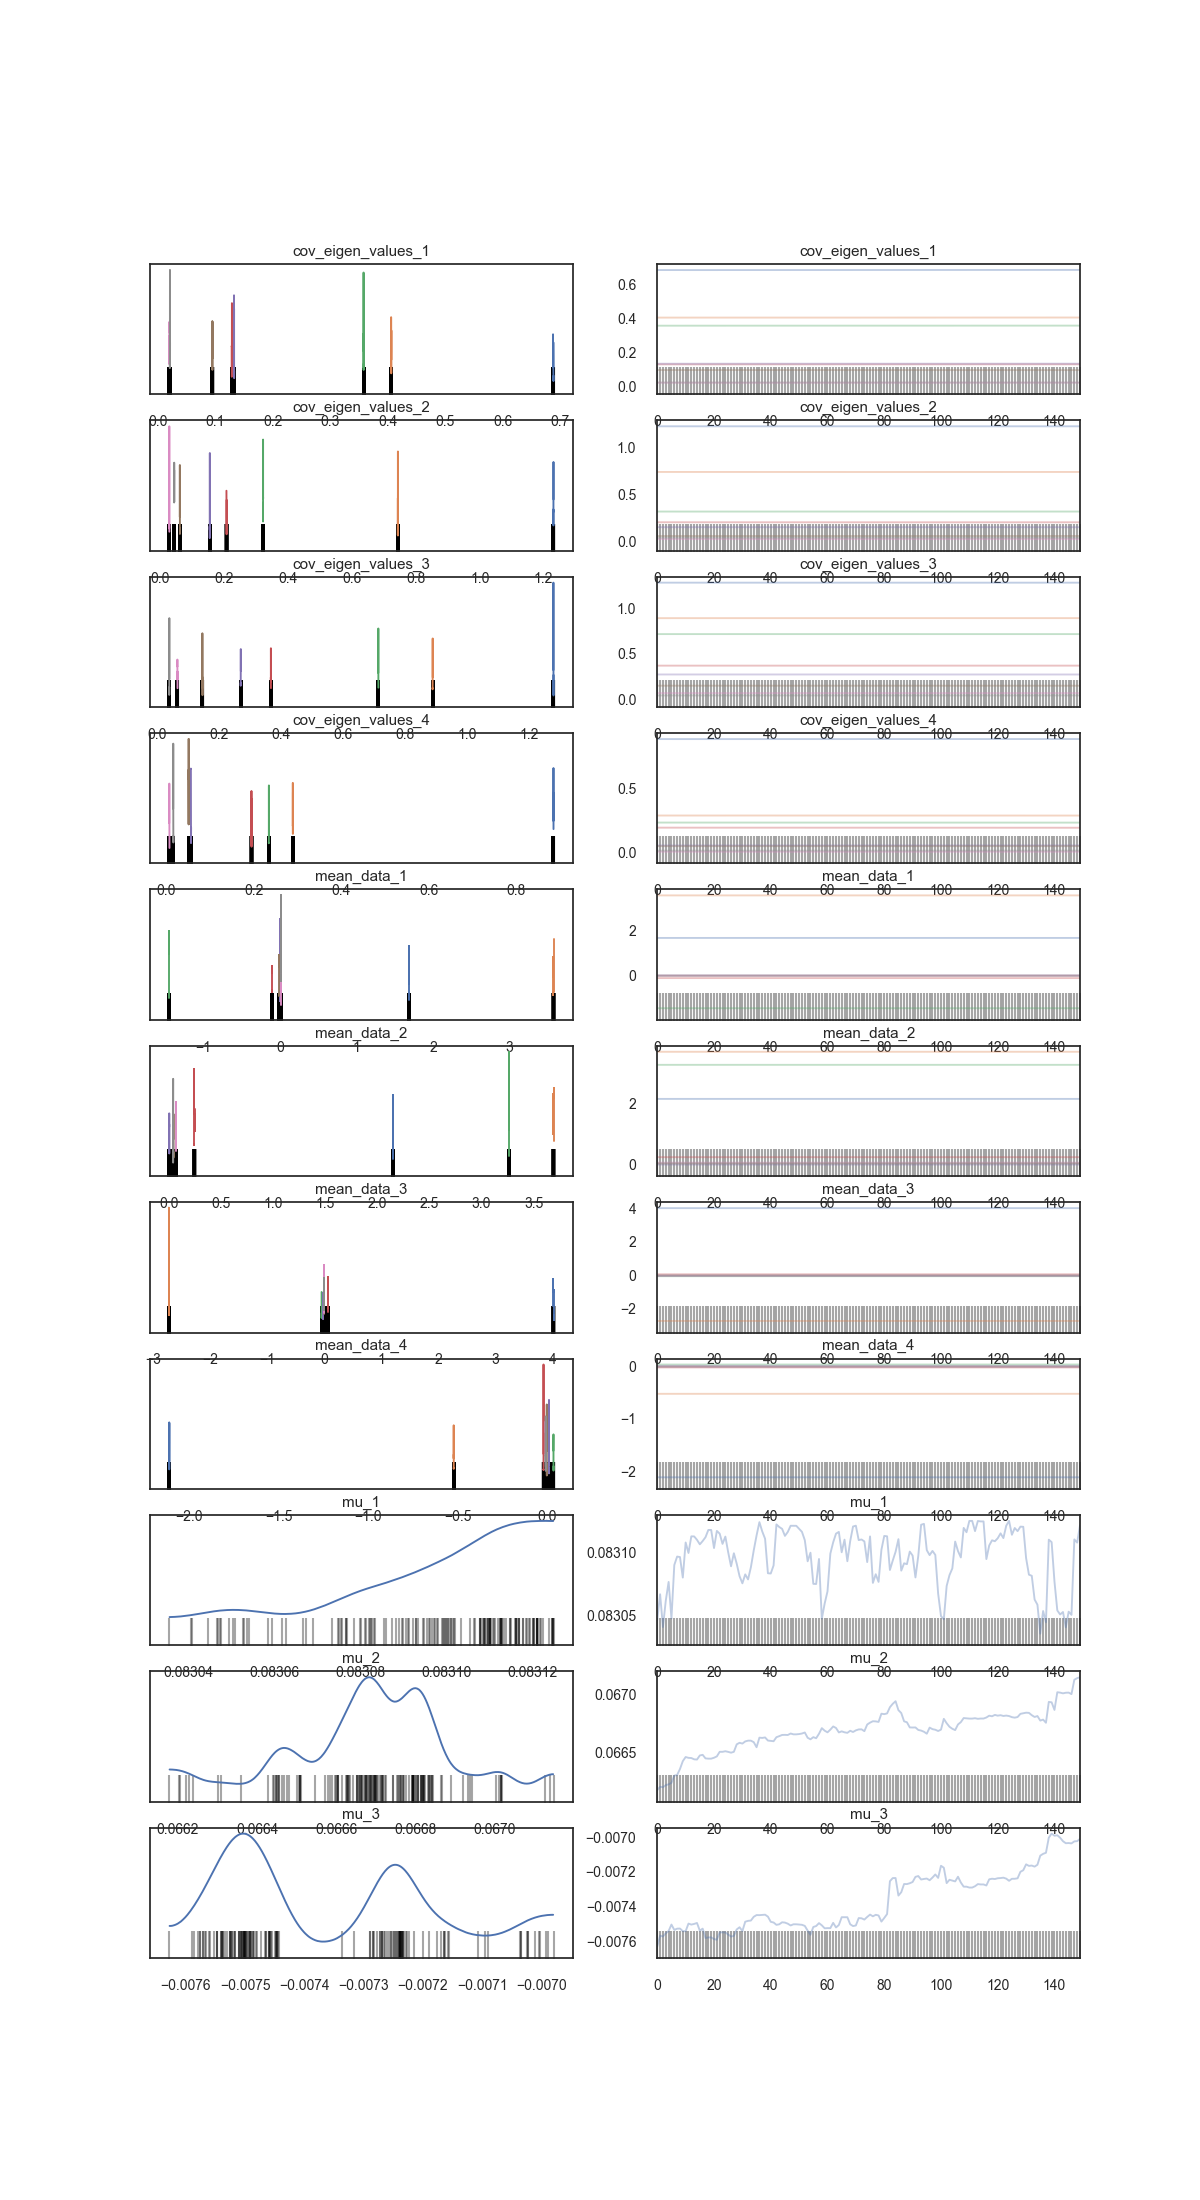 cov_eigen_values_1 cov_eigen_values_1
0.6
0.4
0.2
0.0
0.0 0.1 0.2 0.3 0.4 0.5 0.6 0.7 0 20 40 60 80 100 120 140
cov_eigen_values_2 cov_eigen_values_2
1.0
0.5
0.0
0.0 0.2 0.4 0.6 0.8 1.0 1.2 0 20 40 60 80 100 120 140
cov_eigen_values_3 cov_eigen_values_3
1.0
0.5
0.0
0.0 0.2 0.4 0.6 0.8 1.0 1.2 0 20 40 60 80 100 120 140
cov_eigen_values_4 cov_eigen_values_4
0.5
0.0
0.0 0.2 0.4 0.6 0.8 0 20 40 60 80 100 120 140
mean_data_1 mean_data_1
2
0
−1 0 1 2 3 0 20 40 60 80 100 120 140
mean_data_2 mean_data_2
2
0
0.0 0.5 1.0 1.5 2.0 2.5 3.0 3.5 0 20 40 60 80 100 120 140
mean_data_3 mean_data_3
4
2
0
−2
−3 −2 −1 0 1 2 3 4 0 20 40 60 80 100 120 140
mean_data_4 mean_data_4
0
−1
−2
−2.0 −1.5 −1.0 −0.5 0.0 0 20 40 60 80 100 120 140
mu_1 mu_1
0.08310
0.08305
0.08304 0.08306 0.08308 0.08310 0.08312 0 20 40 60 80 100 120 140
mu_2 mu_2
0.0670
0.0665
0.0662 0.0664 0.0666 0.0668 0.0670 0 20 40 60 80 100 120 140
mu_3 mu_3
−0.0070
−0.0072
−0.0074
−0.0076
−0.0076 −0.0075 −0.0074 −0.0073 −0.0072 −0.0071 −0.0070 0 20 40 60 80 100 120 140